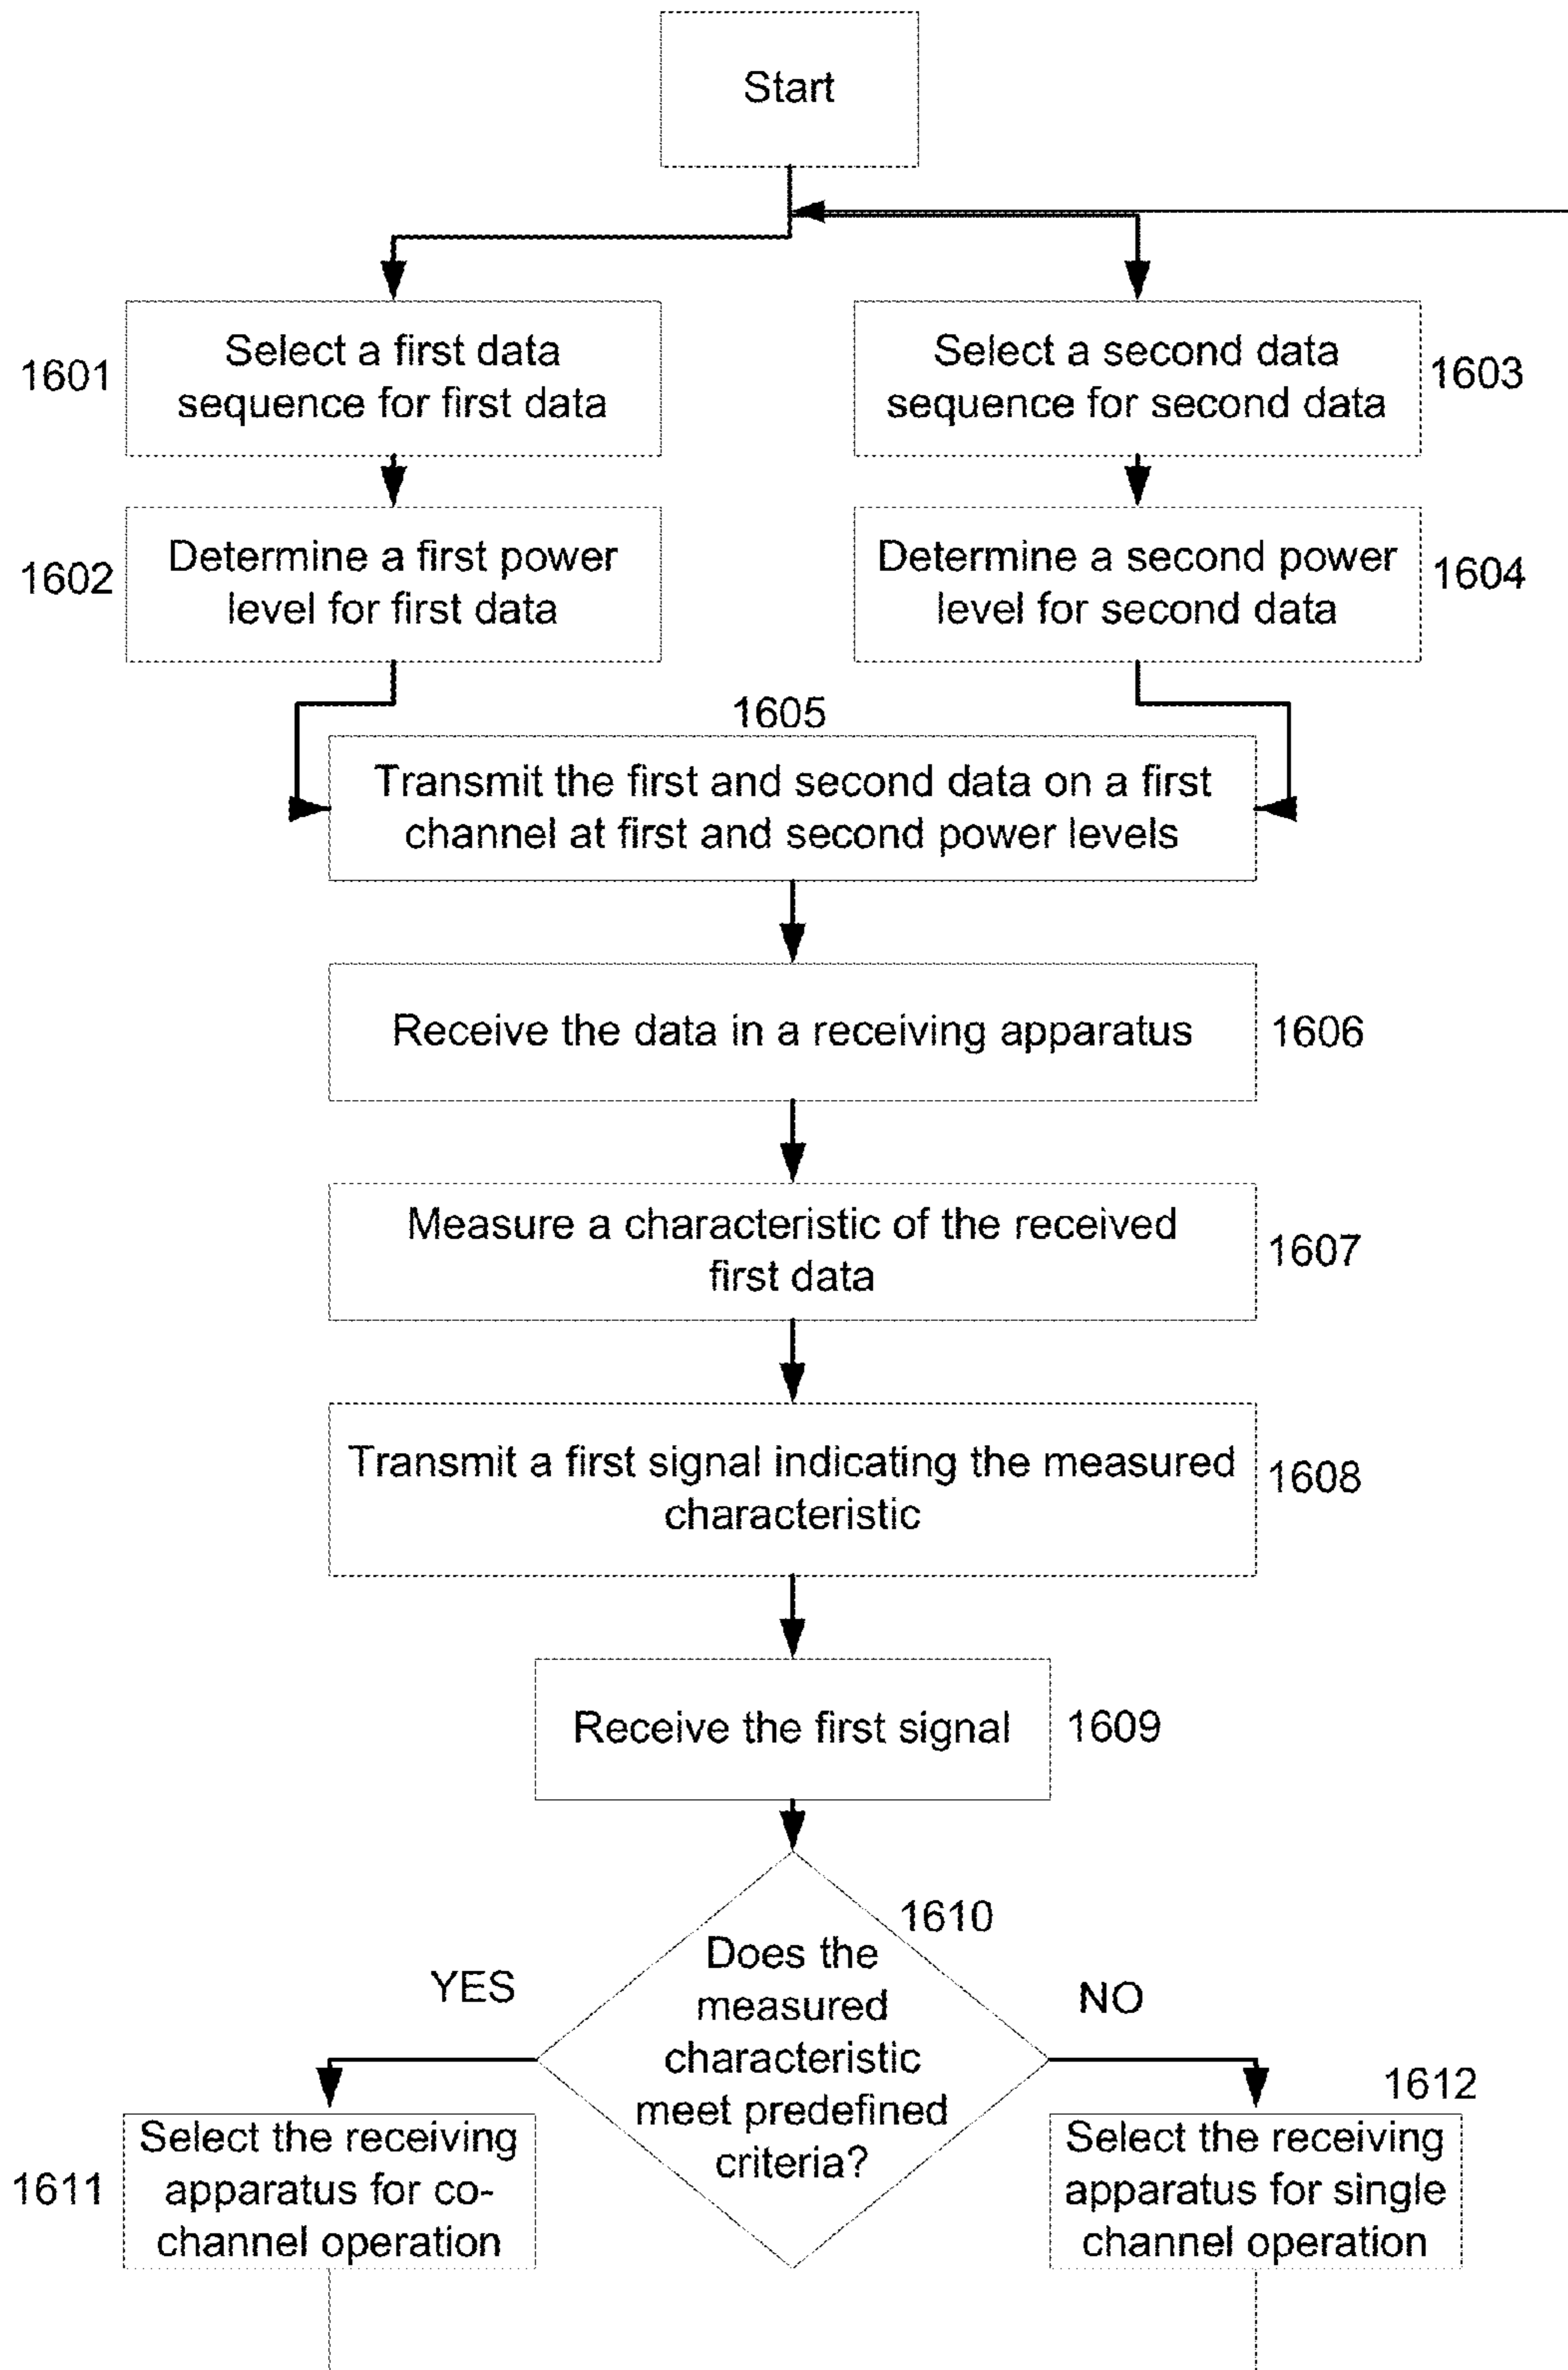 Start
1601
Select a first data
sequence for first data
Select a second data
sequence for second data
1603
1602
Determine a first power
level for first data
Determine a second power
level for second data
1604
1605
Transmit the first and second data on a first
channel at first and second power levels
Receive the data in a receiving apparatus
1606
Measure a characteristic of the received
first data
1607
Transmit a first signal indicating the measured
characteristic
1608
Receive the first signal
1609
1610
Does the
measured
characteristic
meet predefined
criteria?
YES
NO
1611
Select the receiving
apparatus for co-
channel operation
1612
Select the receiving
apparatus for single
channel operation